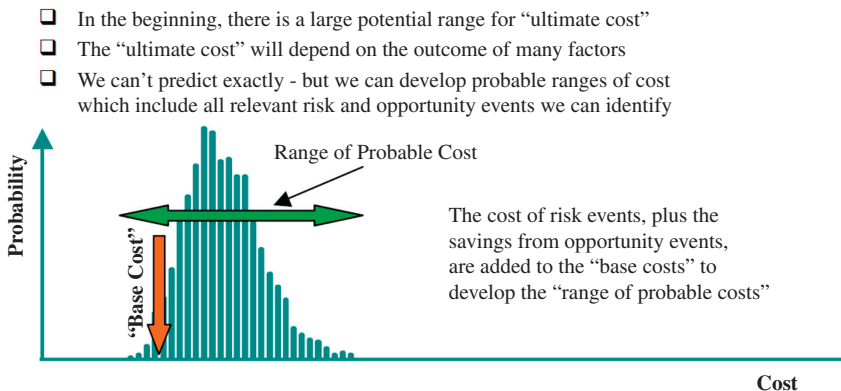 ❑ In the beginning, there is a large potential range for “ultimate cost”
❑ The “ultimate cost” will depend on the outcome of many factors
❑ We can’t predict exactly - but we can develop probable ranges of cost
which include all relevant risk and opportunity events we can identify
Range of Probable Cost
Probability
“Base Cost”
The cost of risk events, plus the
savings from opportunity events,
are added to the “base costs” to
develop the “range of probable costs”
Cost